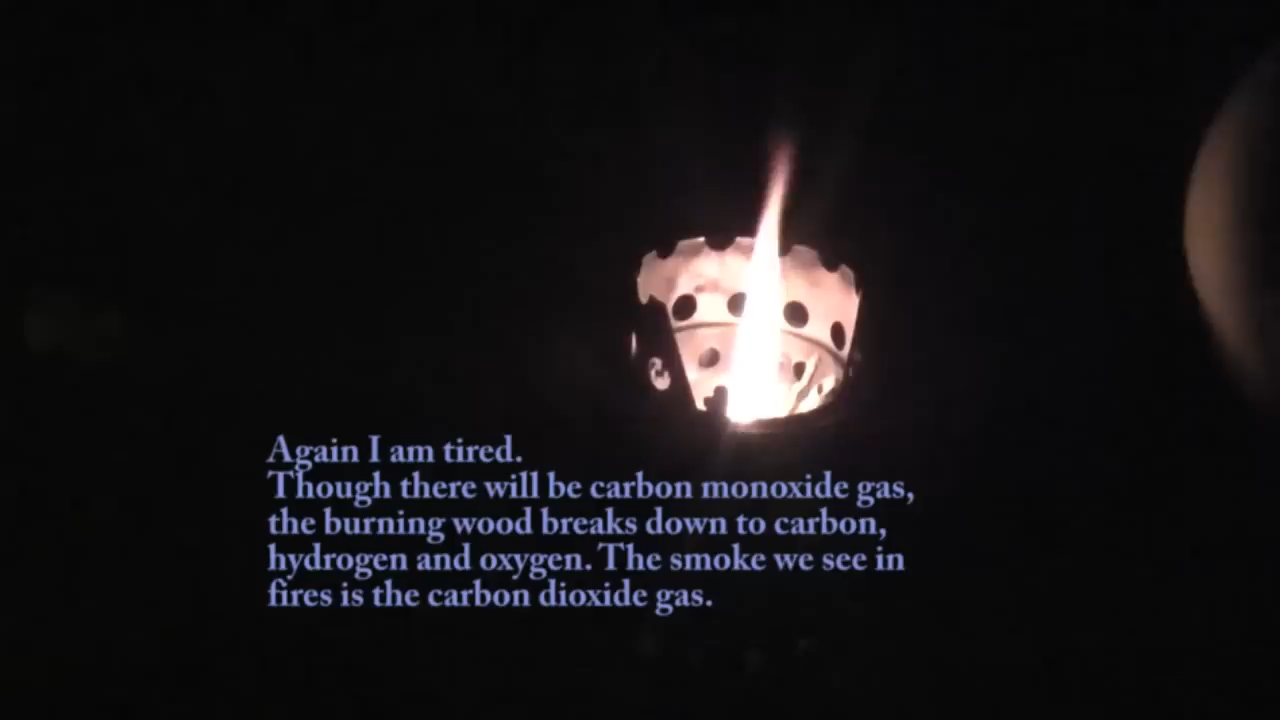 Again I am tired.
Though there will be carbon monoxide gas,
the burning wood breaks down to carbon,
hydrogen and oxygen. The smoke we see in
fires is the carbon dioxide gas.